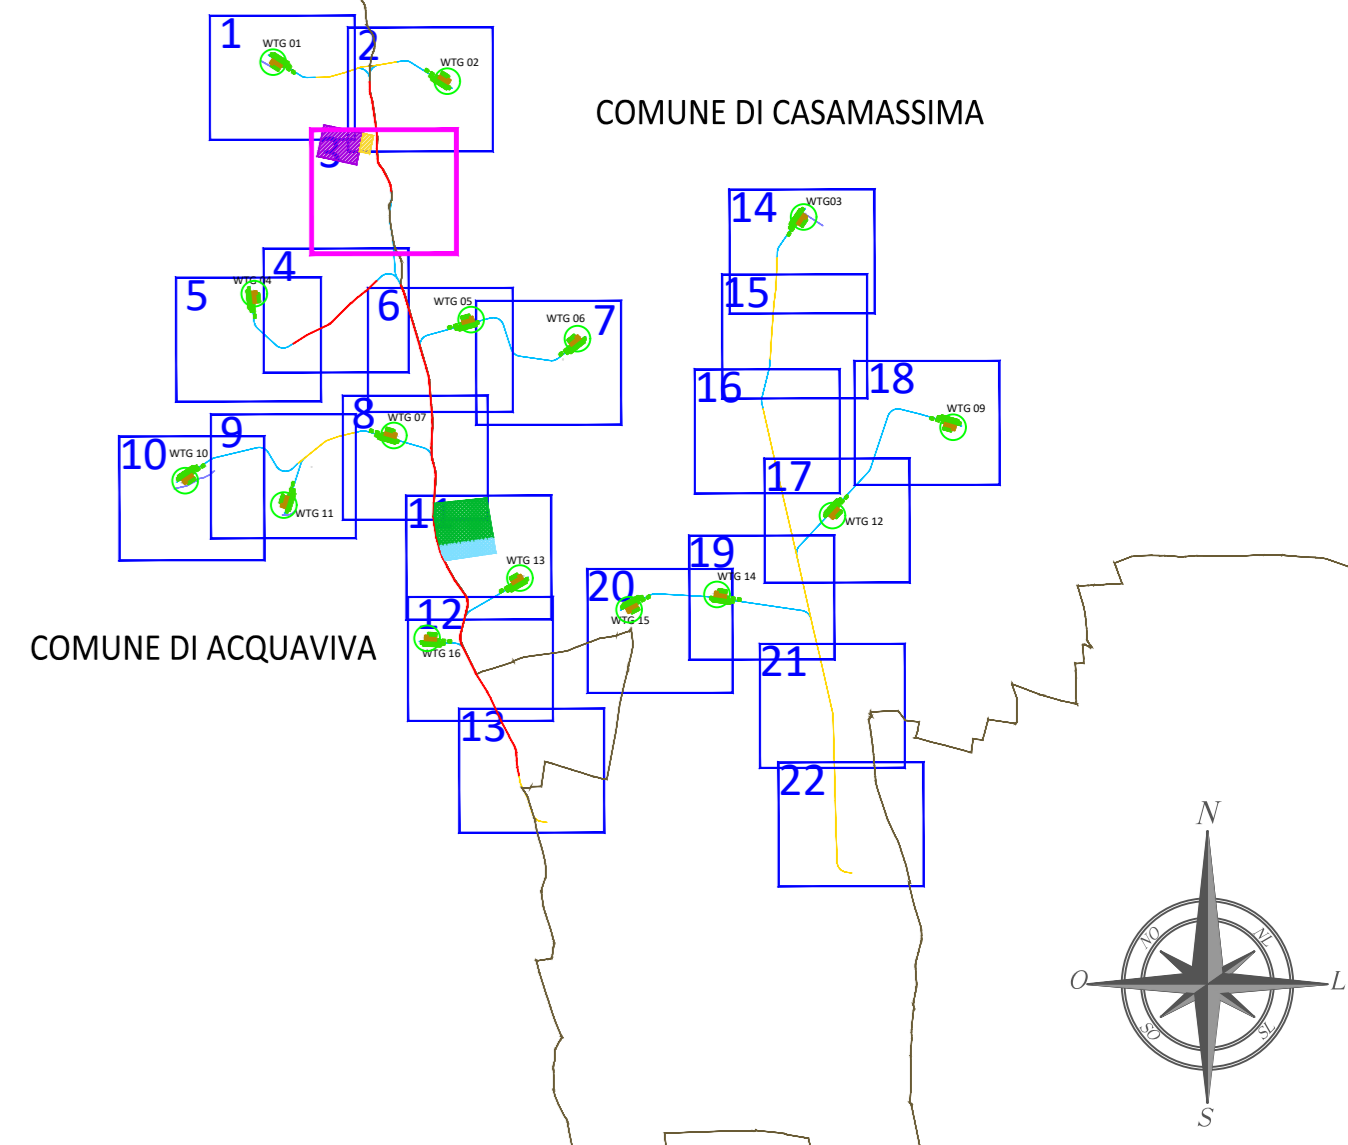 1
WTG 01
2
WTG 02
COMUNE DI CASAMASSIMA
3
14
WTG03
4
WTG 04
5
15
6
WTG 05
7
WTG 06
16
18
WTG 09
8
WTG 07
9
10
WTG 10
WTG 11
17
WTG 12
11
WTG 13
19
WTG 14
20
WTG 15
12
WTG 16
COMUNE DI ACQUAVIVA
21
13
22
N
NO
NL
O
L
SO
SL
S